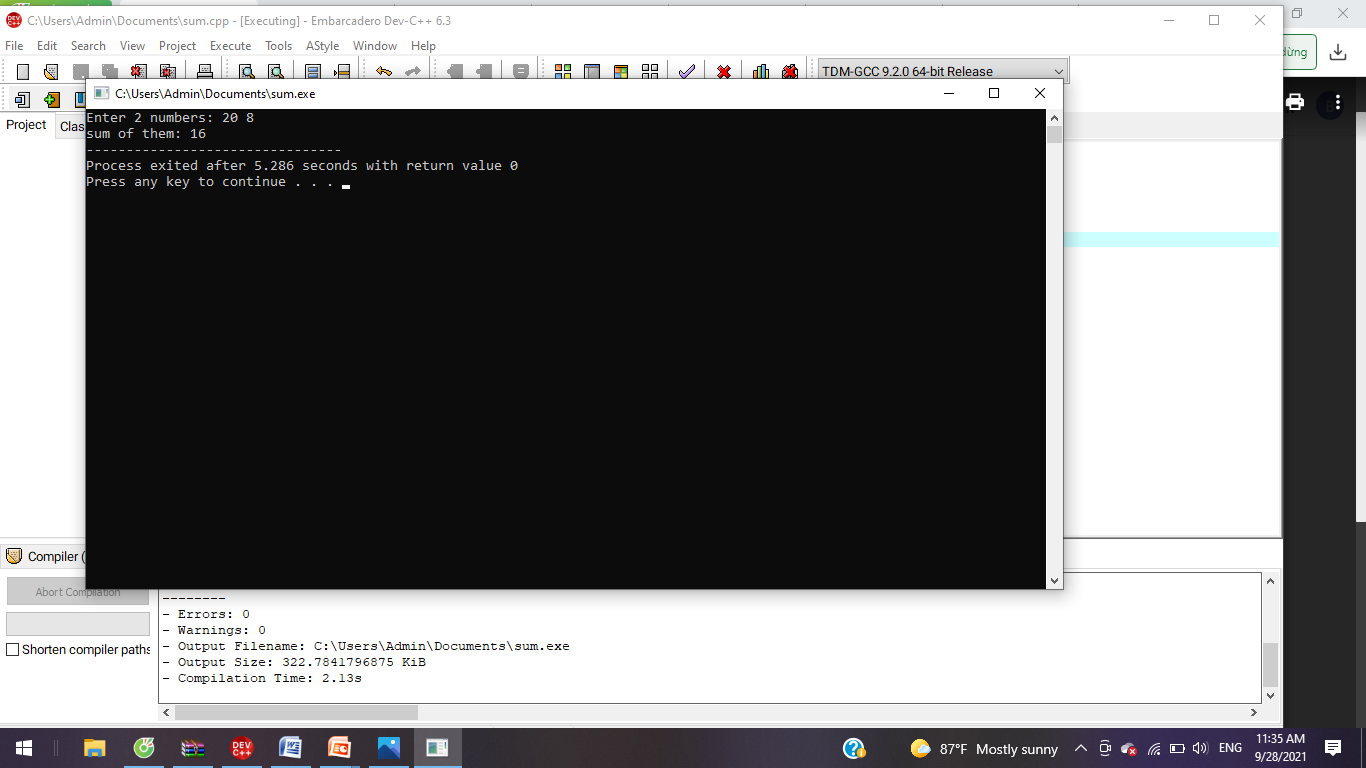 C:\Users\Admin\Documents\sum.cpp - [Executing] - Embarcadero Dev-C++ 6.3
File Edit Search View Project Execute Tools AStyle Window Help
TDM-GCC 9.2.0 64-bit Release
C:\Users\Admin\Documents\sum.exe
Project Clas
Enter 2 numbers: 20 8
sum of them: 16
--------------------------------
Process exited after 5.286 seconds with return value 0
Press any key to continue . . .
Compiler (
Abort Compilation
Shorten compiler paths
--------
- Errors: 0
- Warnings: 0
- Output Filename: C:\Users\Admin\Documents\sum.exe
- Output Size: 322.7841796875 KiB
- Compilation Time: 2.13s
DEV C++
87°F Mostly sunny
ENG
11:35 AM
9/28/2021